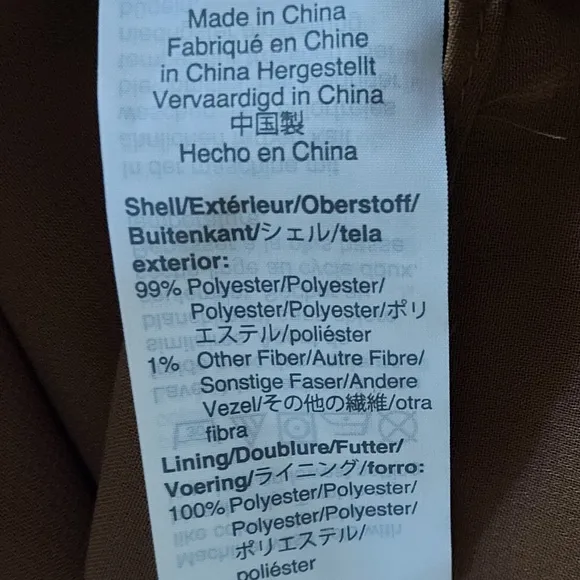 Made in China
Fabriqué en Chine
in China Hergestellt
Vervaardigd in China
中国製
Hecho en China
Shell/Extérieur/Oberstoff/
Buitenkant/シェル/tela
exterior:
99% Polyester/Polyester/
Polyester/Polyester/ポリ
エステル/poliéster
1% Other Fiber/Autre Fibre/
Sonstige Faser/Andere
Vezel/その他の繊維/otra
fibra
Lining/Doublure/Futter/
Voering/ライニング/forro:
100% Polyester/Polyester/
Polyester/Polyester/
ポリエステル/
poliéster